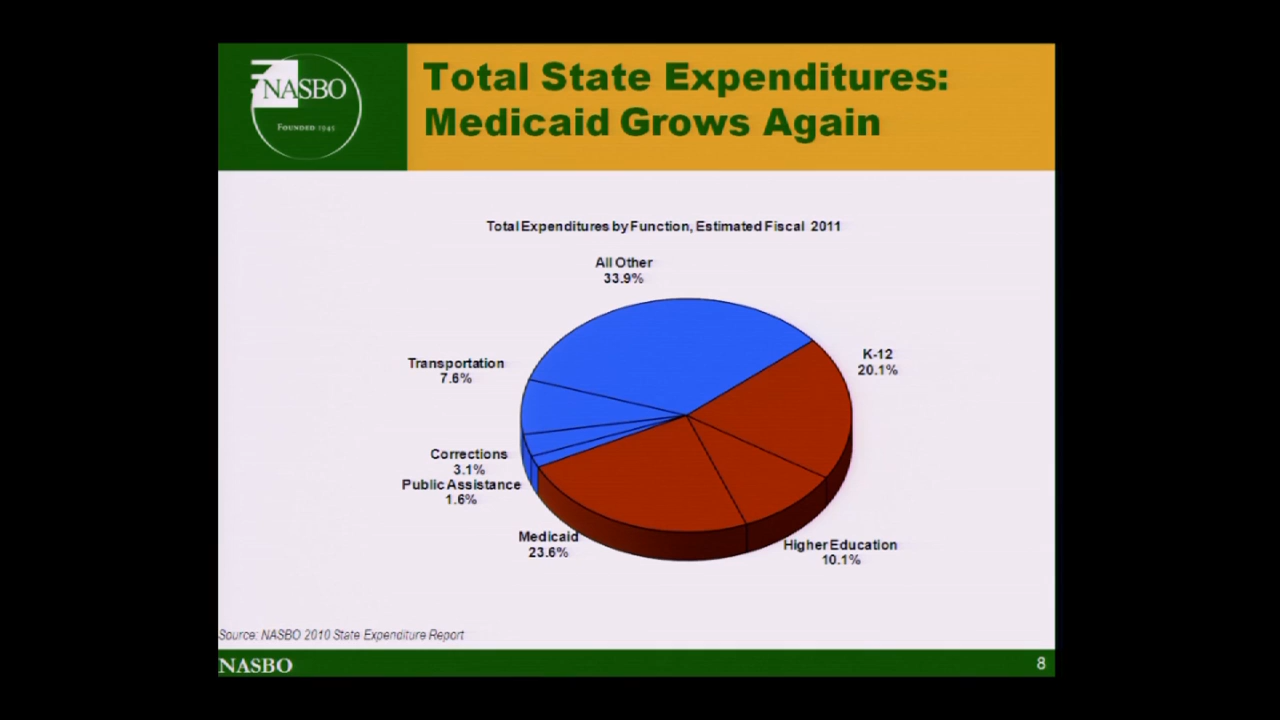 NASBO
FOUNDED 1945
Total State Expenditures:
Medicaid Grows Again
Total Expenditures by Function, Estimated Fiscal 2011
All Other
33.9%
K-12
20.1%
Transportation
7.6%
Corrections
3.1%
Public Assistance
1.6%
Medicaid
23.6%
Higher Education
10.1%
Source: NASBO 2010 State Expenditure Report
NASBO
8